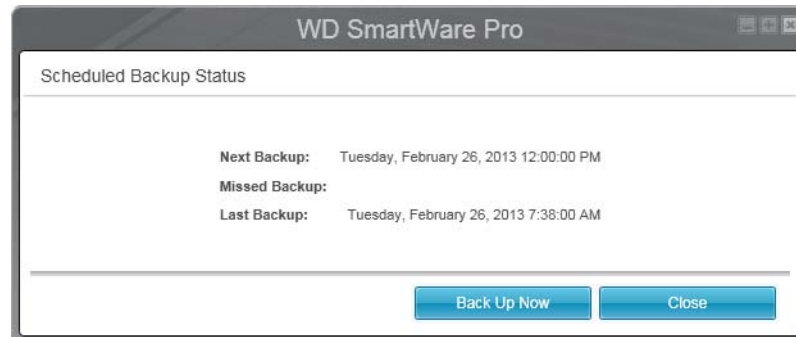 WD SmartWare Pro
Scheduled Backup Status
Next Backup: Tuesday, February 26, 2013 12:00:00 PM
Missed Backup:
Last Backup: Tuesday, February 26, 2013 7:38:00 AM
Back Up Now Close